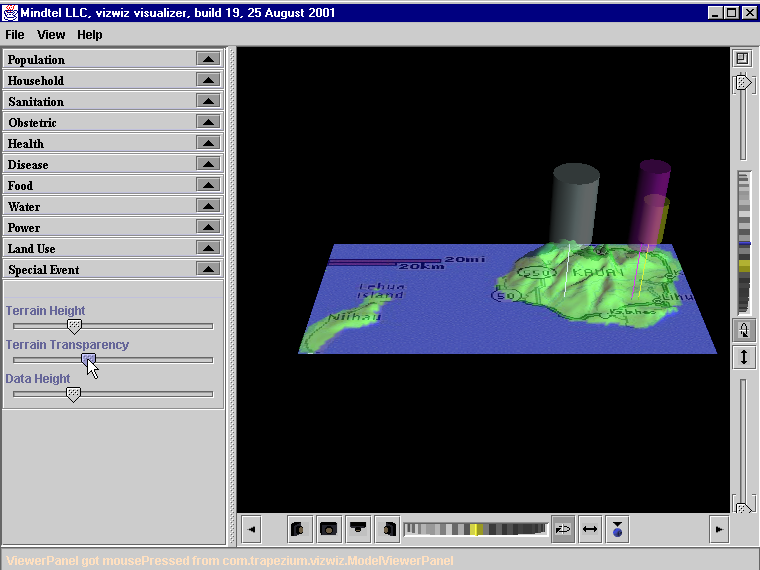 Mindtel LLC, vizwiz visualizer, build 19, 25 August 2001
File View Help
Population
Household
Sanitation
Obstetric
Health
Disease
Food
Water
Power
Land Use
Special Event
Terrain Height
Terrain Transparency
Data Height
20mi
20km
Lehua
Island
Niihau
550
KAUAI
50
Lihu
ViewerPanel got mousePressed from com.trapezium.vizwiz.ModelViewerPanel